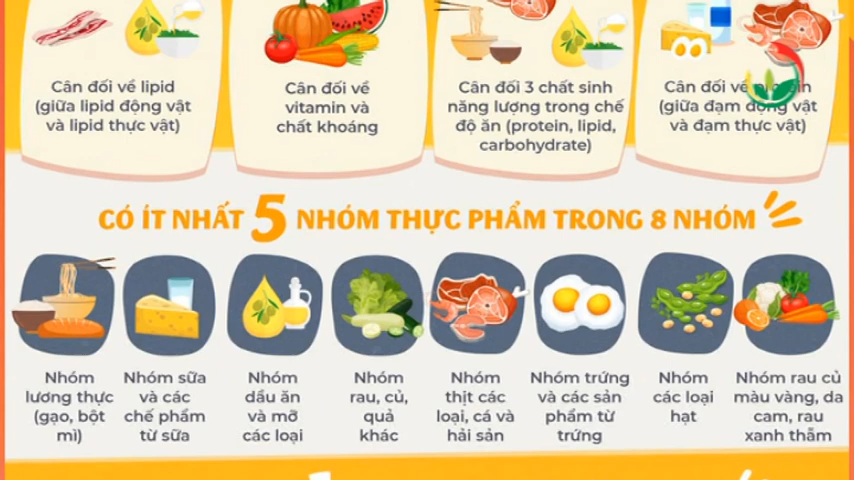 Cân đối về lipid
(giữa lipid động vật
và lipid thực vật)
Cân đối về
vitamin và
chất khoáng
Cân đối 3 chất sinh
năng lượng trong chế
độ ăn (protein, lipid,
carbohydrate)
Cân đối về
(giữa đạm động vật
và đạm thực vật)
CÓ ÍT NHẤT 5 NHÓM THỰC PHẨM TRONG 8 NHÓM
Nhóm
lương thực
(gạo, bột
mì)
Nhóm sữa
và các
chế phẩm
từ sữa
Nhóm
dầu ăn
và mỡ
các loại
Nhóm
rau, củ,
quả
khác
Nhóm
thịt các
loại, cá và
hải sản
Nhóm trứng
và các sản
phẩm từ
trứng
Nhóm
các loại
hạt
Nhóm rau củ
màu vàng, da
cam, rau
xanh thẫm